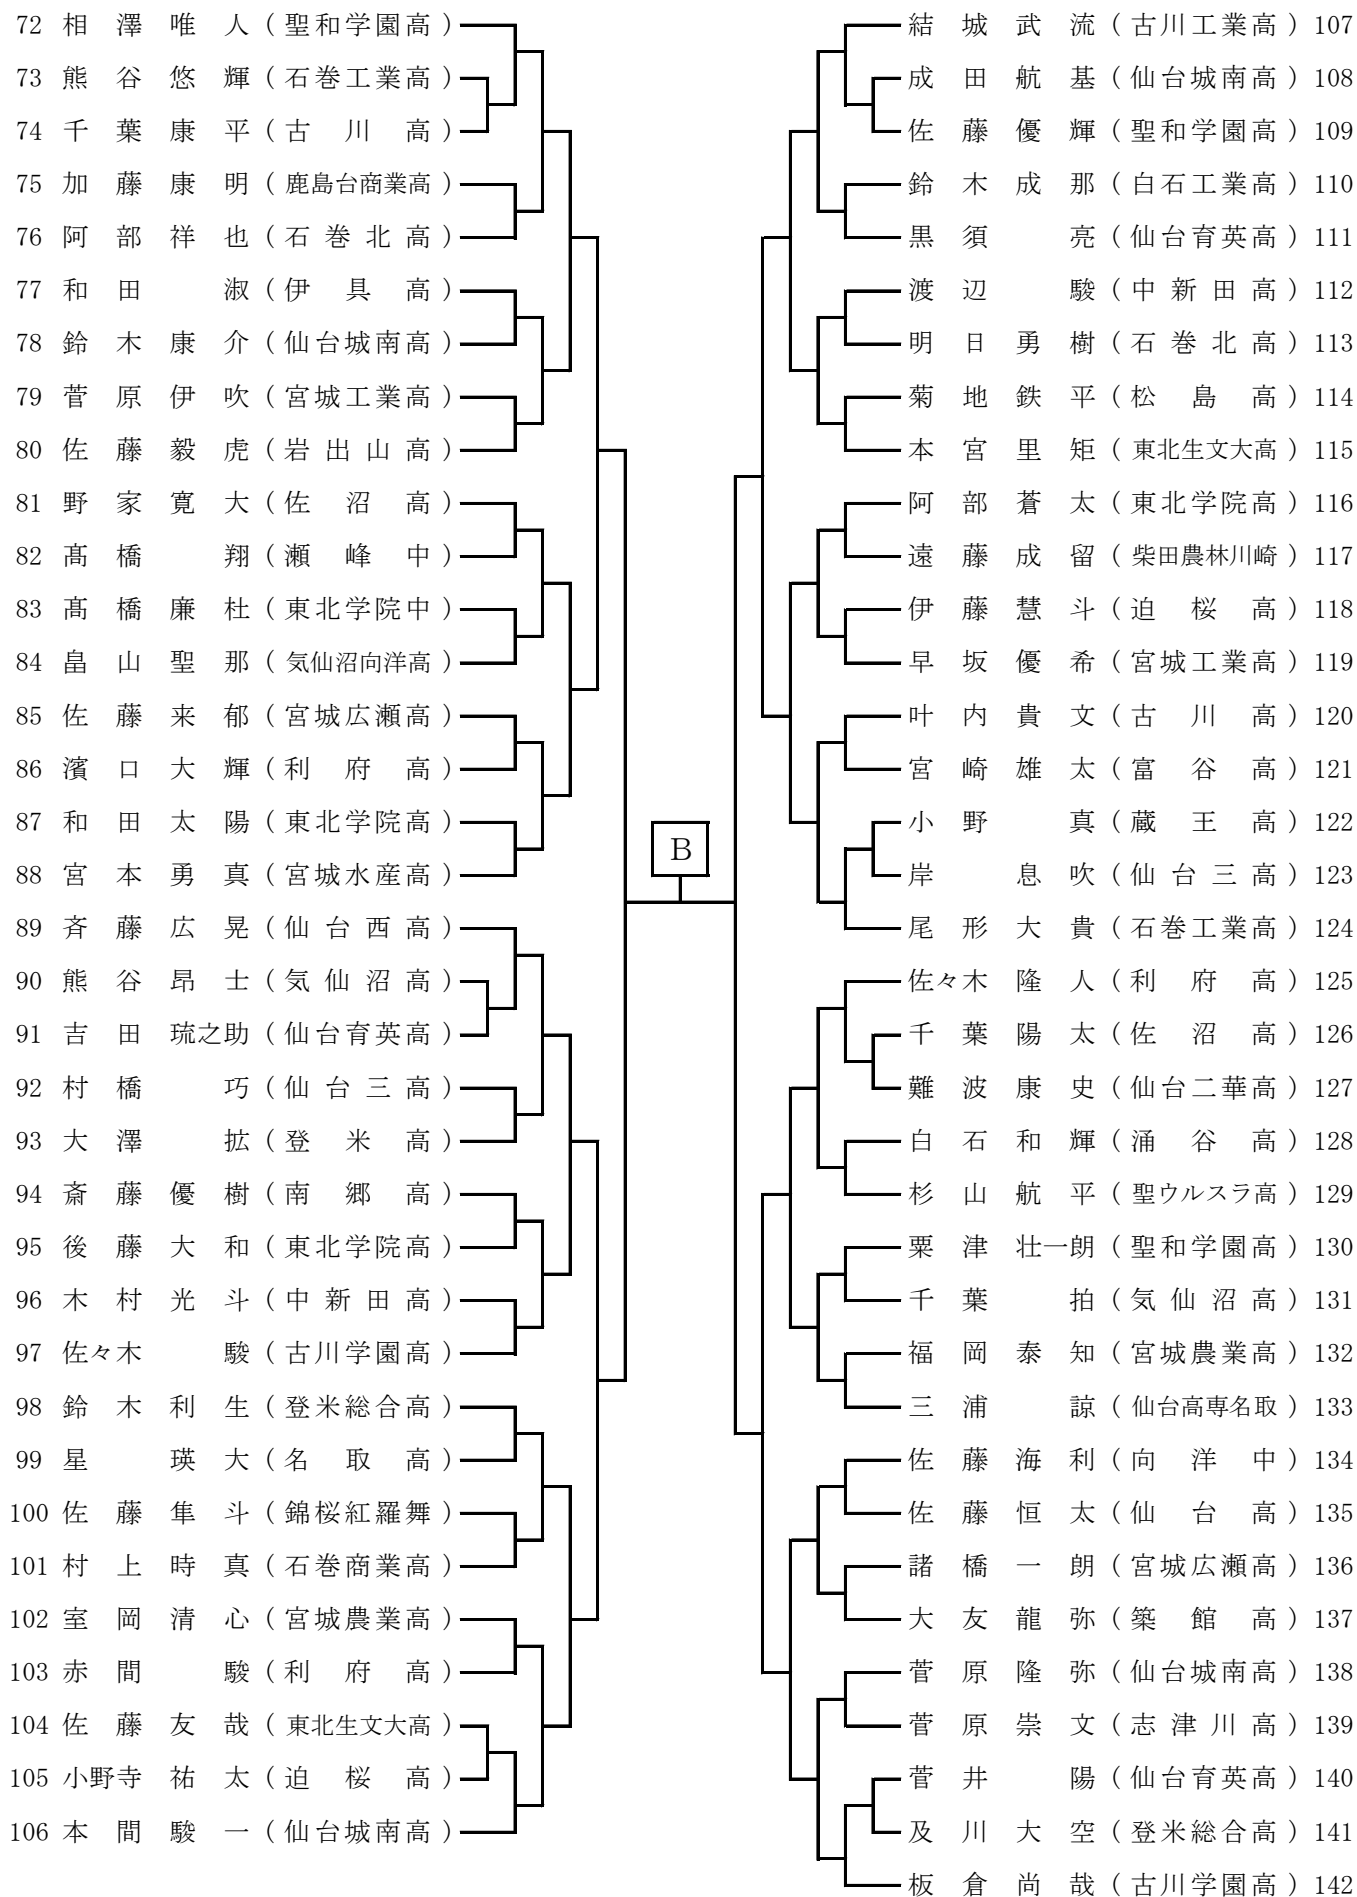 72 相澤唯人（聖和学園高）
73 熊谷悠輝（石巻工業高）
74 千葉康平（古川高）
75 加藤康明（鹿島台商業高）
76 阿部祥也（石巻北高）
77 和田淑（伊具高）
78 鈴木康介（仙台城南高）
79 菅原伊吹（宮城工業高）
80 佐藤毅虎（岩出山高）
81 野家寛大（佐沼高）
82 髙橋翔（瀬峰中）
83 髙橋廉杜（東北学院中）
84 畠山聖那（気仙沼向洋高）
85 佐藤来郁（宮城広瀬高）
86 濱口大輝（利府高）
87 和田太陽（東北学院高）
88 宮本勇真（宮城水産高）
89 斉藤広晃（仙台西高）
90 熊谷昂士（気仙沼高）
91 吉田琉之助（仙台育英高）
92 村橋巧（仙台三高）
93 大澤拡（登米高）
94 斎藤優樹（南郷高）
95 後藤大和（東北学院高）
96 木村光斗（中新田高）
97 佐々木駿（古川学園高）
98 鈴木利生（登米総合高）
99 星瑛大（名取高）
100 佐藤隼斗（錦桜紅羅舞）
101 村上時真（石巻商業高）
102 室岡清心（宮城農業高）
103 赤間駿（利府高）
104 佐藤友哉（東北生文大高）
105 小野寺祐太（迫桜高）
106 本間駿一（仙台城南高）
B
結城武流（古川工業高）107
成田航基（仙台城南高）108
佐藤優輝（聖和学園高）109
鈴木成那（白石工業高）110
黒須亮（仙台育英高）111
渡辺駿（中新田高）112
明日勇樹（石巻北高）113
菊地鉄平（松島高）114
本宮里矩（東北生文大高）115
阿部蒼太（東北学院高）116
遠藤成留（柴田農林川崎）117
伊藤慧斗（迫桜高）118
早坂優希（宮城工業高）119
叶内貴文（古川高）120
宮崎雄太（富谷高）121
小野真（蔵王高）122
岸息吹（仙台三高）123
尾形大貴（石巻工業高）124
佐々木隆人（利府高）125
千葉陽太（佐沼高）126
難波康史（仙台二華高）127
白石和輝（涌谷高）128
杉山航平（聖ウルスラ高）129
粟津壮一朗（聖和学園高）130
千葉拍（気仙沼高）131
福岡泰知（宮城農業高）132
三浦諒（仙台高専名取）133
佐藤海利（向洋中）134
佐藤恒太（仙台高）135
諸橋一朗（宮城広瀬高）136
大友龍弥（築館高）137
菅原隆弥（仙台城南高）138
菅原崇文（志津川高）139
菅井陽（仙台育英高）140
及川大空（登米総合高）141
板倉尚哉（古川学園高）142